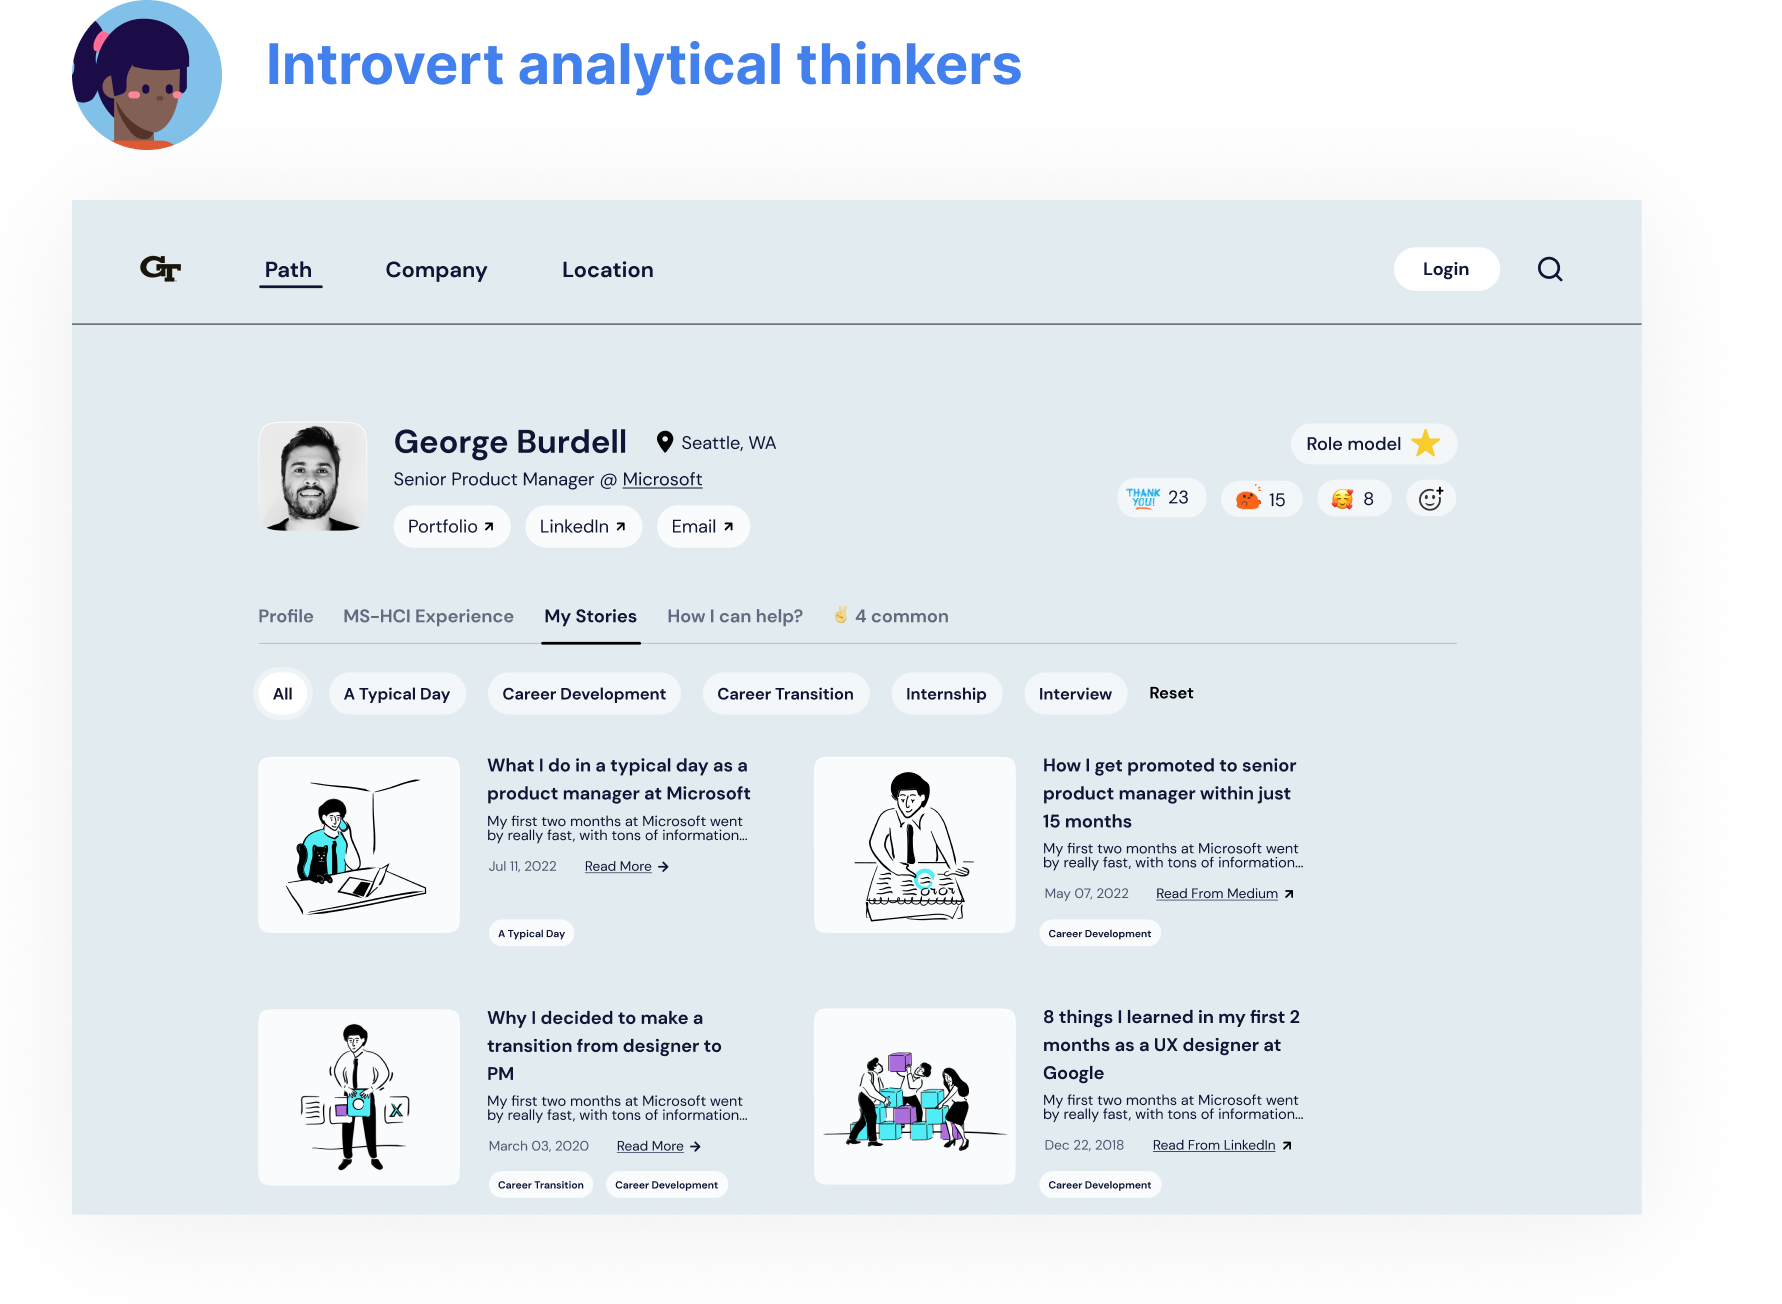 Introvert analytical thinkers
GT
Path
Company
Location
Login
George Burdell
Seattle, WA
Role model
Senior Product Manager @ Microsoft
THANK
YOU!
23
15
8
Portfolio
LinkedIn
Email
Profile
MS-HCI Experience
My Stories
How I can help?
4 common
All
A Typical Day
Career Development
Career Transition
Internship
Interview
Reset
What I do in a typical day as a
product manager at Microsoft
My first two months at Microsoft went
by really fast, with tons of information...
Jul 11, 2022
Read More
A Typical Day
How I get promoted to senior
product manager within just
15 months
My first two months at Microsoft went
by really fast, with tons of information...
May 07, 2022
Read From Medium
Career Development
Why I decided to make a
transition from designer to
PM
My first two months at Microsoft went
by really fast, with tons of information...
March 03, 2020
Read More
Career Transition
Career Development
8 things I learned in my first 2
months as a UX designer at
Google
My first two months at Microsoft went
by really fast, with tons of information...
Dec 22, 2018
Read From LinkedIn
Career Development